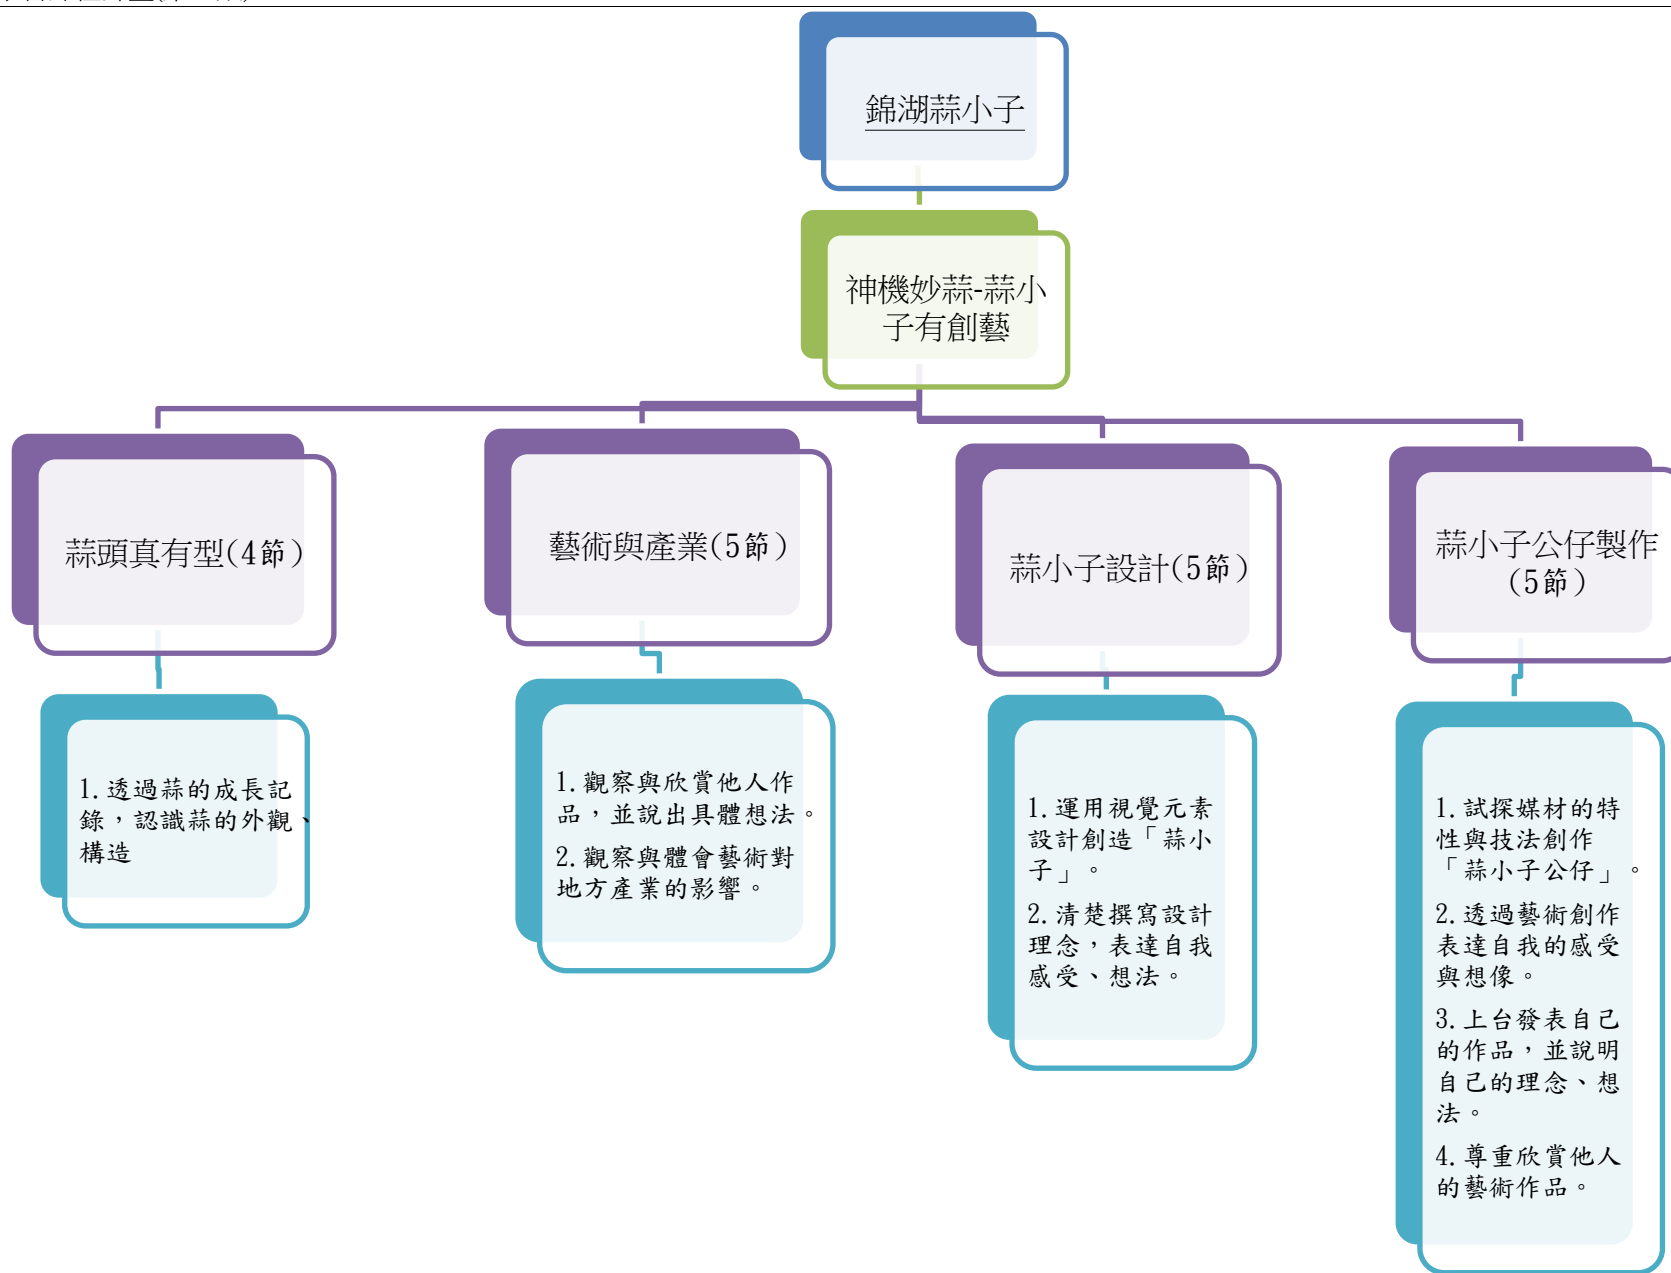 錦湖蒜小子
神機妙蒜-蒜小
子有創藝
蒜頭真有型(4節)
藝術與產業(5節)
蒜小子設計(5節)
蒜小子公仔製作
(5節)
1.透過蒜的成長記
錄，認識蒜的外觀、
構造
1.觀察與欣賞他人作
品，並說出具體想法。
2.觀察與體會藝術對
地方產業的影響。
1.運用視覺元素
設計創造「蒜小
子」。
2.清楚撰寫設計
理念，表達自我
感受、想法。
1.試探媒材的特
性與技法創作
「蒜小子公仔」。
2.透過藝術創作
表達自我的感受
與想像。
3.上台發表自己
的作品，並說明
自己的理念、想
法。
4.尊重欣賞他人
的藝術作品。